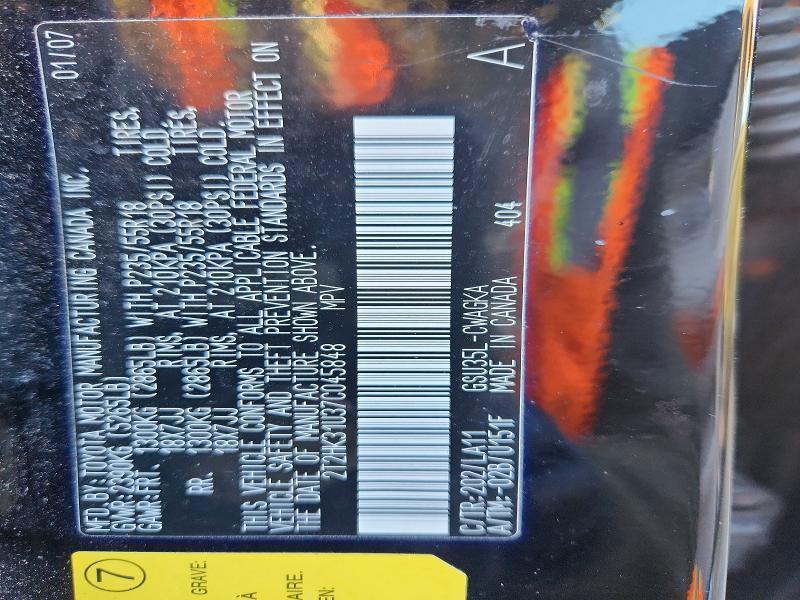 MFD.BY:TOYOTA MOTOR MANUFACTURING CANADA INC. 01/07
GVWR:2390KG (5265LB)
GAWR:FRT. 1300KG (2865LB) WITH P235/55R18 TIRES,
18X7JJ RIMS, AT 210KPA (30PSI) COLD.
RR. 1300KG (2865LB) WITH P235/55R18 TIRES,
18X7JJ RIMS, AT 210KPA (30PSI) COLD.
THIS VEHICLE CONFORMS TO ALL APPLICABLE FEDERAL MOTOR
VEHICLE SAFETY AND THEFT PREVENTION STANDARDS IN EFFECT ON
THE DATE OF MANUFACTURE SHOWN ABOVE.
2T2HK31U37C045848 MPV
C/TR:202/LA11 GSU35L-CWAGKA A
A/TM:-02B/U151F MADE IN CANADA 404
7
GRAVE:
À
AIRE.
EN: